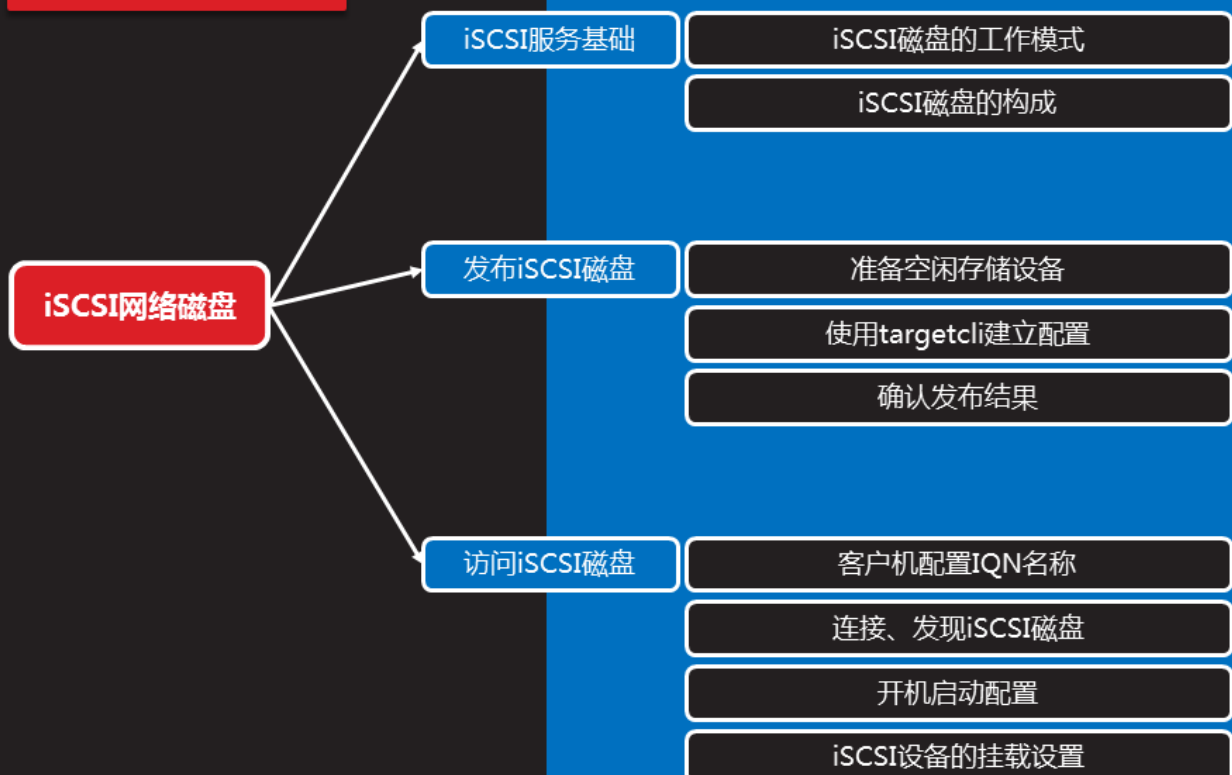 iSCSI网络磁盘
iSCSI服务基础
iSCSI磁盘的工作模式
iSCSI磁盘的构成
发布iSCSI磁盘
准备空闲存储设备
使用targetcli建立配置
确认发布结果
访问iSCSI磁盘
客户机配置IQN名称
连接、发现iSCSI磁盘
开机启动配置
iSCSI设备的挂载设置